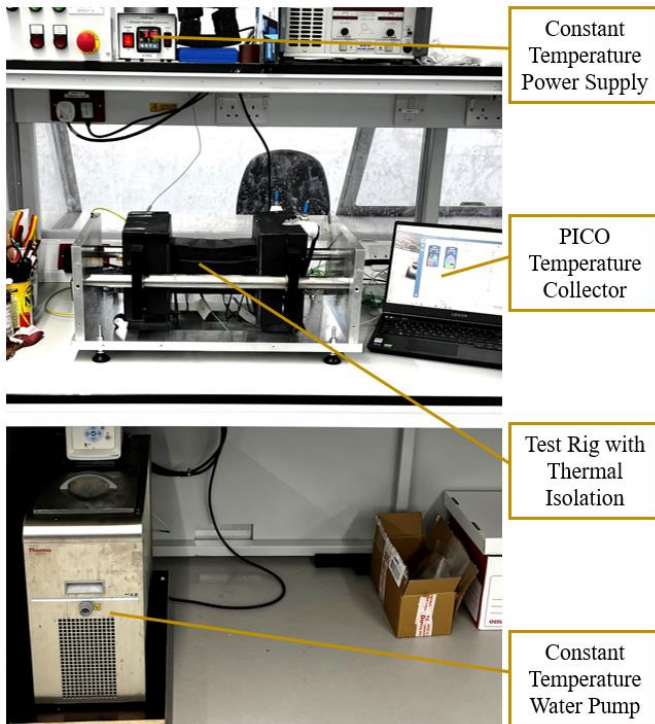 Constant
Temperature
Power Supply
PICO
Temperature
Collector
Test Rig with
Thermal
Isolation
Thermo
Constant
Temperature
Water Pump